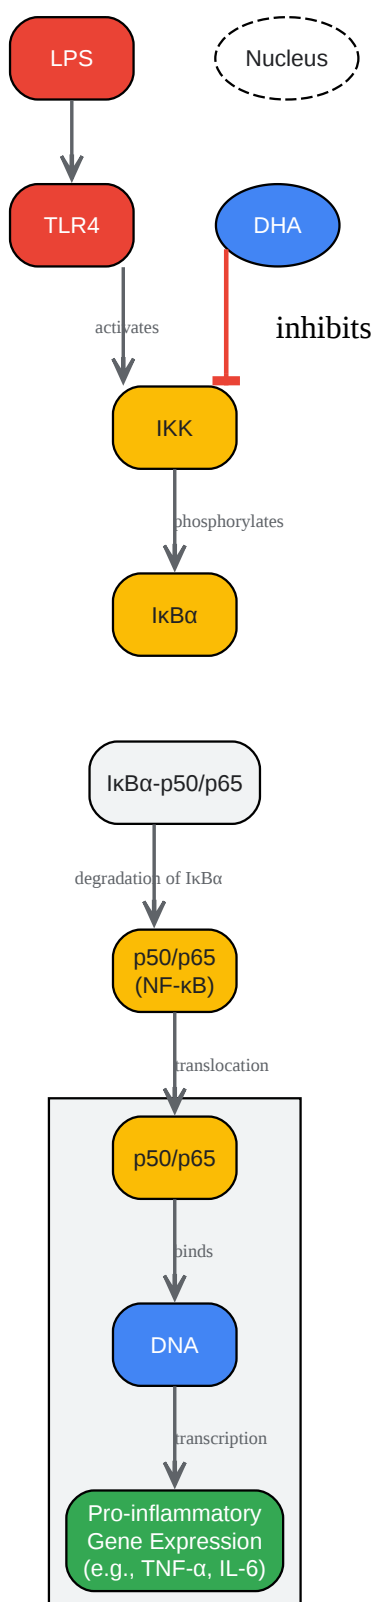 LPS
Nucleus
TLR4
DHA
activates
inhibits
IKK
phosphorylates
IκBα
IκBα-p50/p65
degradation of IκBα
p50/p65
(NF-κB)
translocation
p50/p65
binds
DNA
transcription
Pro-inflammatory
Gene Expression
(e.g., TNF-α, IL-6)